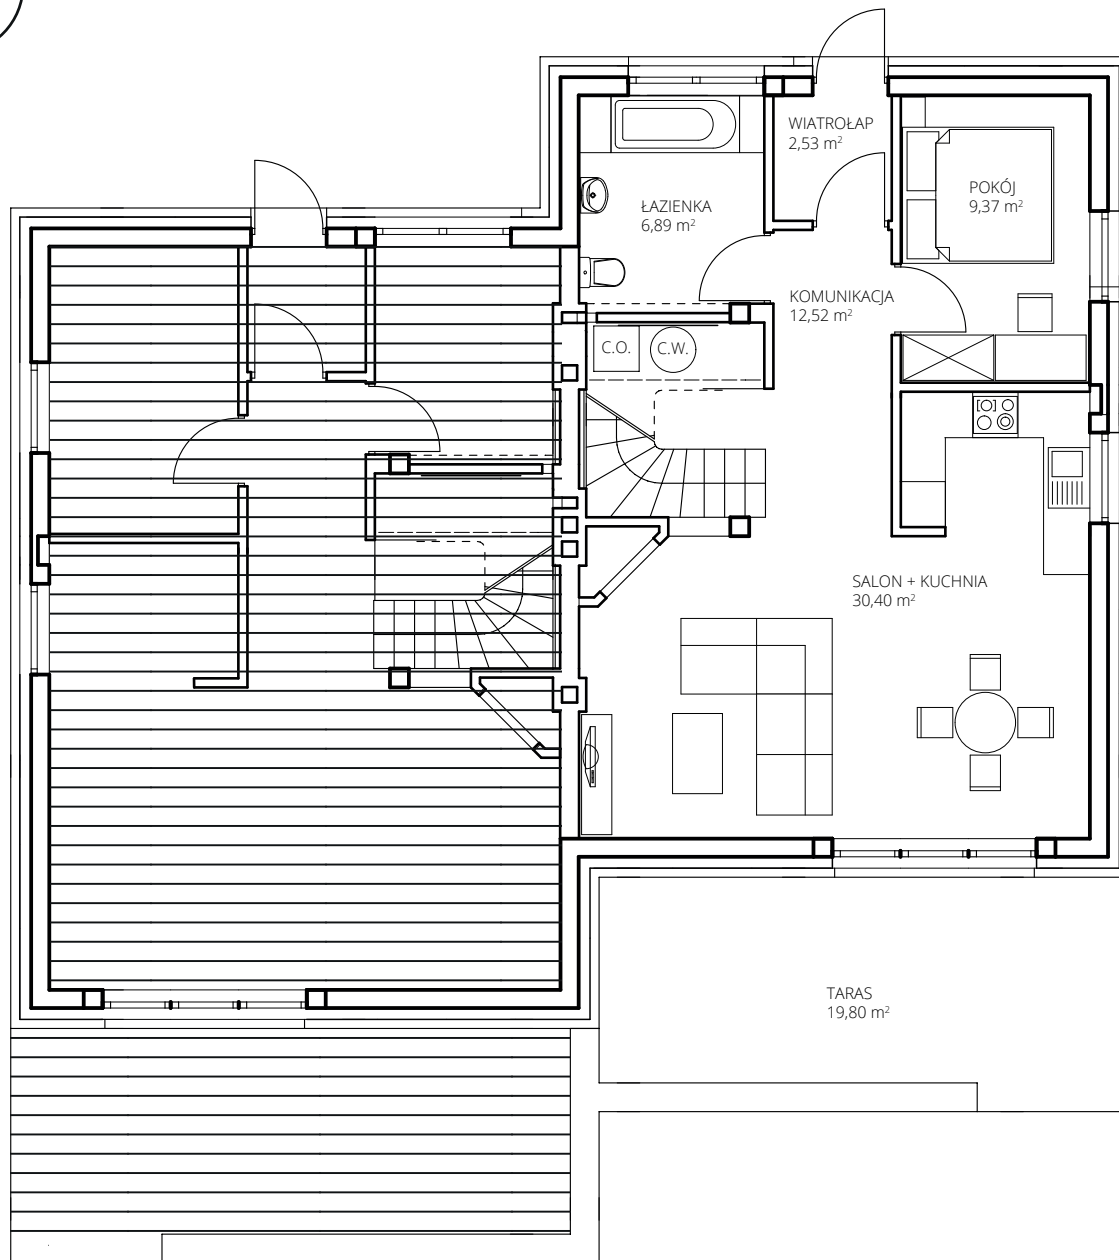 WIATROŁAP
2,53 m²
POKÓJ
9,37 m²
ŁAZIENKA
6,89 m²
KOMUNIKACJA
12,52 m²
C.O.
C.W.
SALON + KUCHNIA
30,40 m²
TARAS
19,80 m²